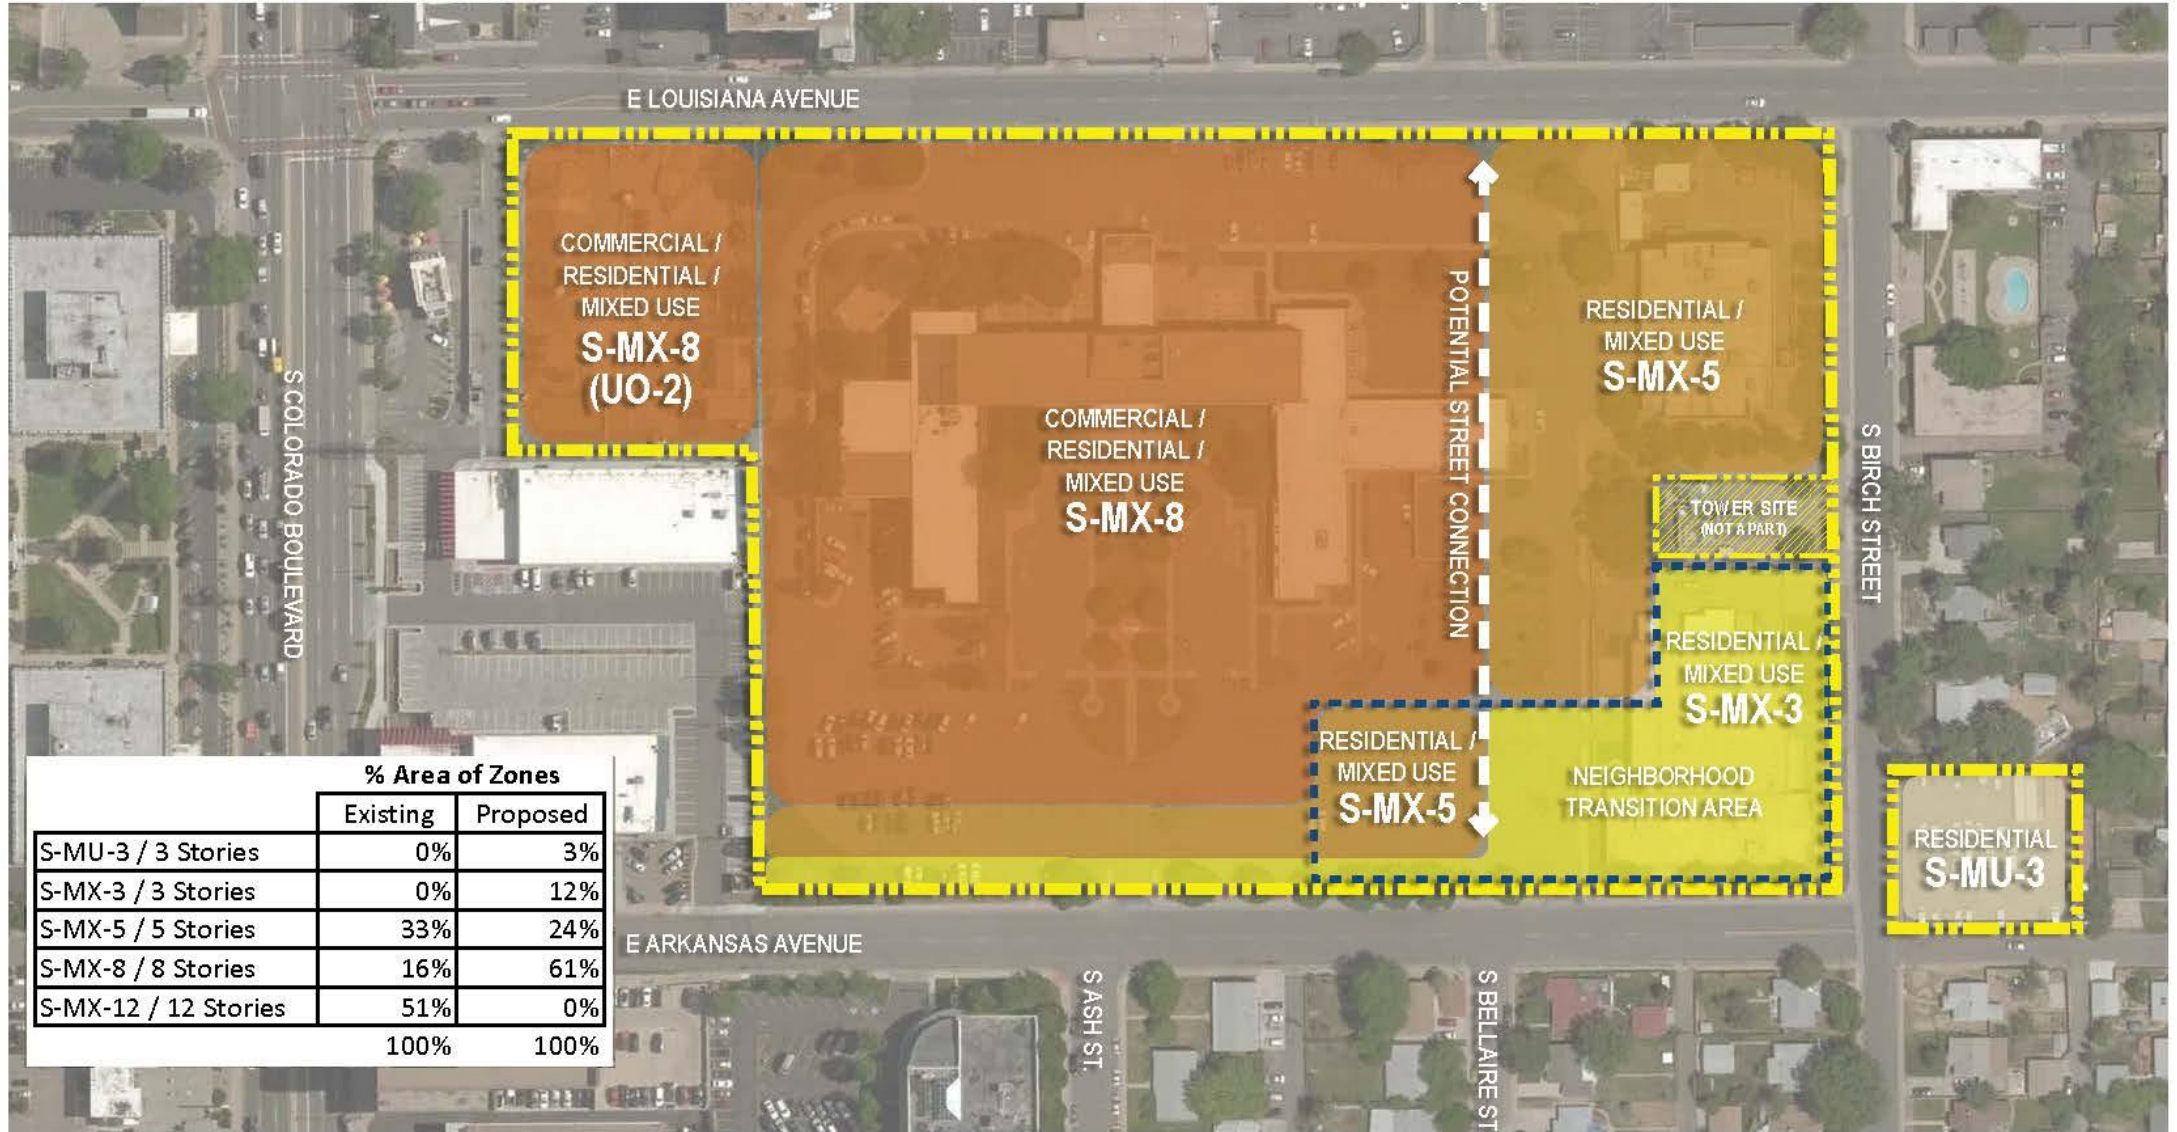 E LOUISIANA AVENUE
COMMERCIAL /
RESIDENTIAL /
MIXED USE
S-MX-8
(UO-2)
COMMERCIAL /
RESIDENTIAL /
MIXED USE
S-MX-8
POTENTIAL STREET CONNECTION
RESIDENTIAL /
MIXED USE
S-MX-5
TOWER SITE
(NOT A PART)
S COLORADO BOULEVARD
S BIRCH STREET
RESIDENTIAL /
MIXED USE
S-MX-3
RESIDENTIAL /
MIXED USE
S-MX-5
NEIGHBORHOOD
TRANSITION AREA
RESIDENTIAL
S-MU-3
% Area of Zones
Existing Proposed
S-MU-3 / 3 Stories 0% 3%
S-MX-3 / 3 Stories 0% 12%
S-MX-5 / 5 Stories 33% 24%
S-MX-8 / 8 Stories 16% 61%
S-MX-12 / 12 Stories 51% 0%
100% 100%
E ARKANSAS AVENUE
S ASH ST.
S BELLAIRE ST